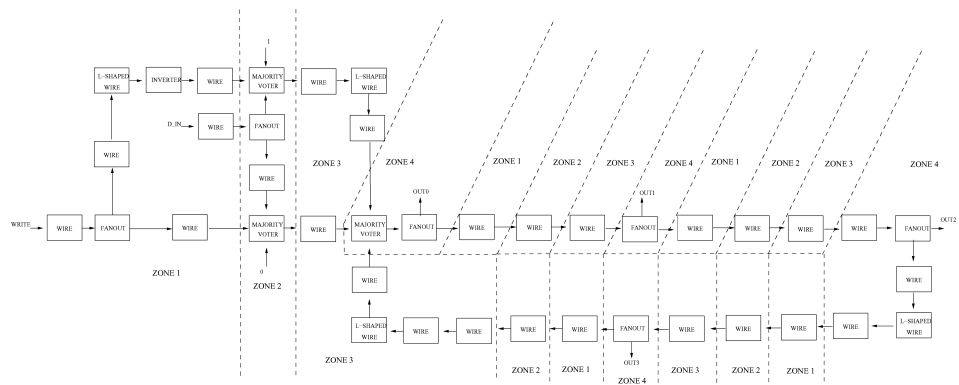 1
L-SHAPED
WIRE
INVERTER
WIRE
MAJORITY
VOTER
WIRE
L-SHAPED
WIRE
D_IN
WIRE
FANOUT
WIRE
WIRE
ZONE 3
ZONE 4
ZONE 1
ZONE 2
ZONE 3
ZONE 4
ZONE 1
ZONE 2
ZONE 3
ZONE 4
WIRE
OUT0
OUT1
WRITE
WIRE
FANOUT
WIRE
MAJORITY
VOTER
WIRE
MAJORITY
VOTER
FANOUT
WIRE
WIRE
WIRE
FANOUT
WIRE
WIRE
WIRE
WIRE
FANOUT
OUT2
0
ZONE 1
ZONE 2
WIRE
WIRE
L-SHAPED
WIRE
WIRE
WIRE
WIRE
WIRE
FANOUT
WIRE
WIRE
WIRE
WIRE
L-SHAPED
WIRE
OUT3
ZONE 3
ZONE 2
ZONE 1
ZONE 4
ZONE 3
ZONE 2
ZONE 1